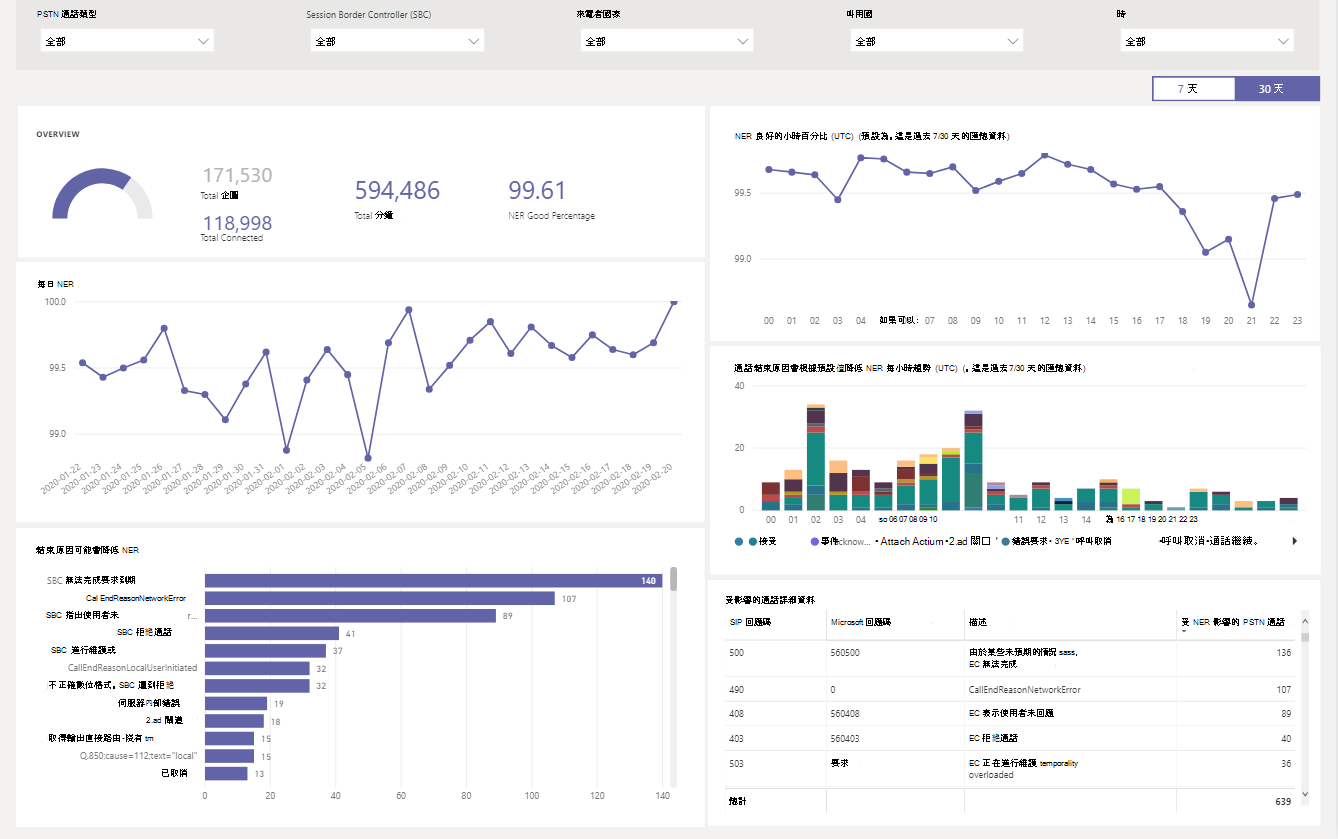 PSTN 通話類型
Session Border Controller (SBC)
來電者國家
叫用國
時
全部
全部
全部
全部
全部
7 天
30 天
OVERVIEW
171,530
Total 企圖
118,998
Total Connected
594,486
Total 分鐘
99.61
NER Good Percentage
NER 良好的小時百分比 (UTC) (預設為，這是過去 7/30 天的匯總資料)
99.5
99.0
00 01 02 03 04 如果可以: 07 08 09 10 11 12 13 14 15 16 17 18 19 20 21 22 23
每日 NER
100.0
99.5
99.0
2020-01-22 2020-01-23 2020-01-24 2020-01-25 2020-01-26 2020-01-27 2020-01-28 2020-01-29 2020-01-30 2020-01-31 2020-02-01 2020-02-02 2020-02-03 2020-02-04 2020-02-05 2020-02-06 2020-02-07 2020-02-08 2020-02-09 2020-02-10 2020-02-11 2020-02-12 2020-02-13 2020-02-14 2020-02-15 2020-02-16 2020-02-17 2020-02-18 2020-02-19 2020-02-20
通話結束原因會根據預設值降低 NER 每小時趨勢 (UTC) (，這是過去 7/30 天的匯總資料)
40
20
0
00 01 02 03 04 so 06 07 08 09 10 11 12 13 14 為 16 17 18 19 20 21 22 23
接受 事件cknow... ・Attach Actium・2.ad 閘口 ' 錯誤要求・3YE "呼叫取消 ・呼叫取消・通話繼續。
結束原因可能會降低 NER
SBC 無法完成要求到期 140
Cal EndReasonNetworkError 107
SBC 指出使用者未 r... 89
SBC 拒絕通話 41
SBC 進行維護或 37
CallEndReasonLocalUserInitiated 32
不正確數位格式。SBC 遭到拒絕 32
伺服器內部錯誤 19
2.ad 閘道 18
取得輸出直接路由-沒有 tm 15
Q.850;cause=112;text="local" 15
已取消 13
0 20 40 60 80 100 120 140
受影響的通話詳細資料
SIP 回應碼 Microsoft 回應碼 描述 受 NER 影響的 PSTN 通話
500 560500 由於某些未預期的情況 sass, 136
EC 無法完成
490 0 CallEndReasonNetworkError 107
408 560408 EC 表示使用者未回應 89
403 560403 EC 拒絕通話 40
503 要求 EC 正在進行維護 temporality 36
overloaded
總計 639